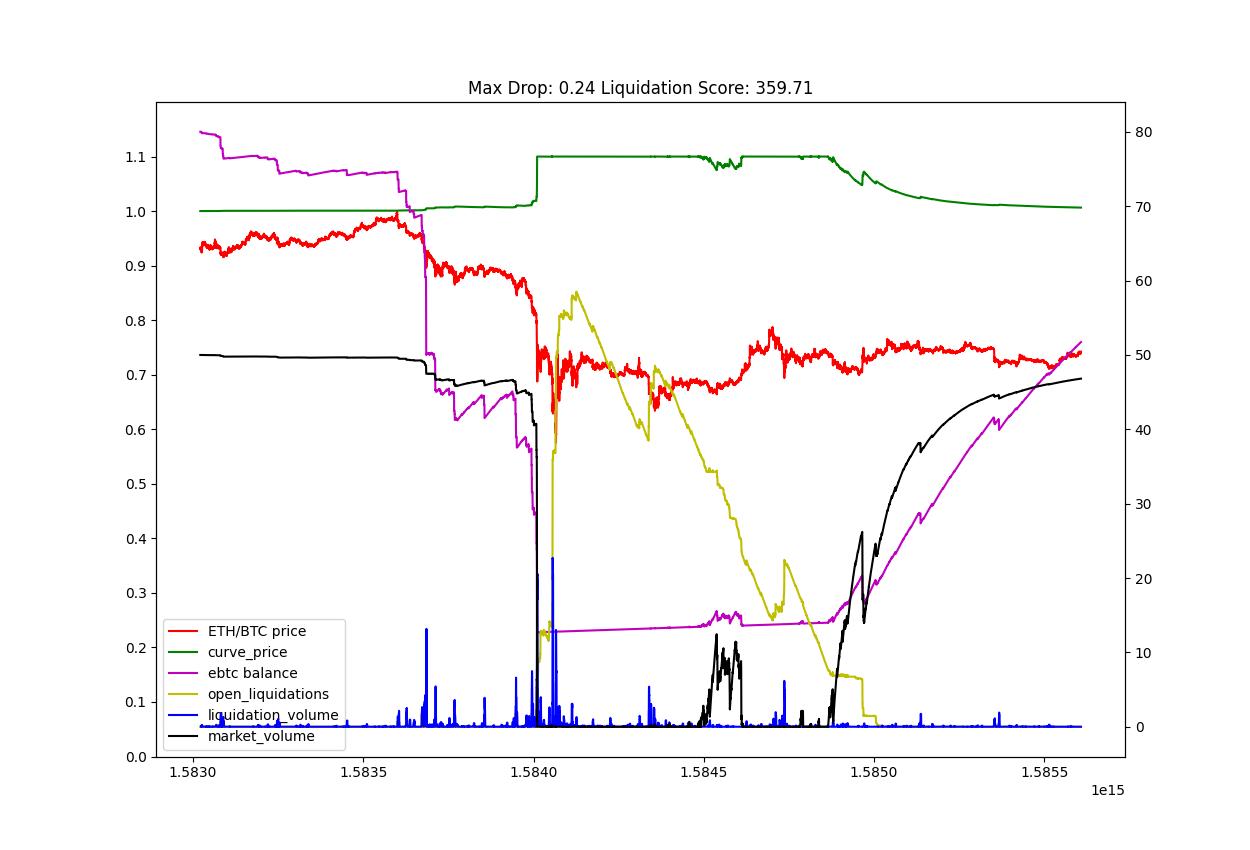 Max Drop: 0.24 Liquidation Score: 359.71
1.1
1.0
0.9
0.8
0.7
0.6
0.5
0.4
0.3
0.2
0.1
0.0
80
70
60
50
40
30
20
10
0
ETH/BTC price
curve_price
ebtc balance
open_liquidations
liquidation_volume
market_volume
1.5830 1.5835 1.5840 1.5845 1.5850 1.5855
1e15